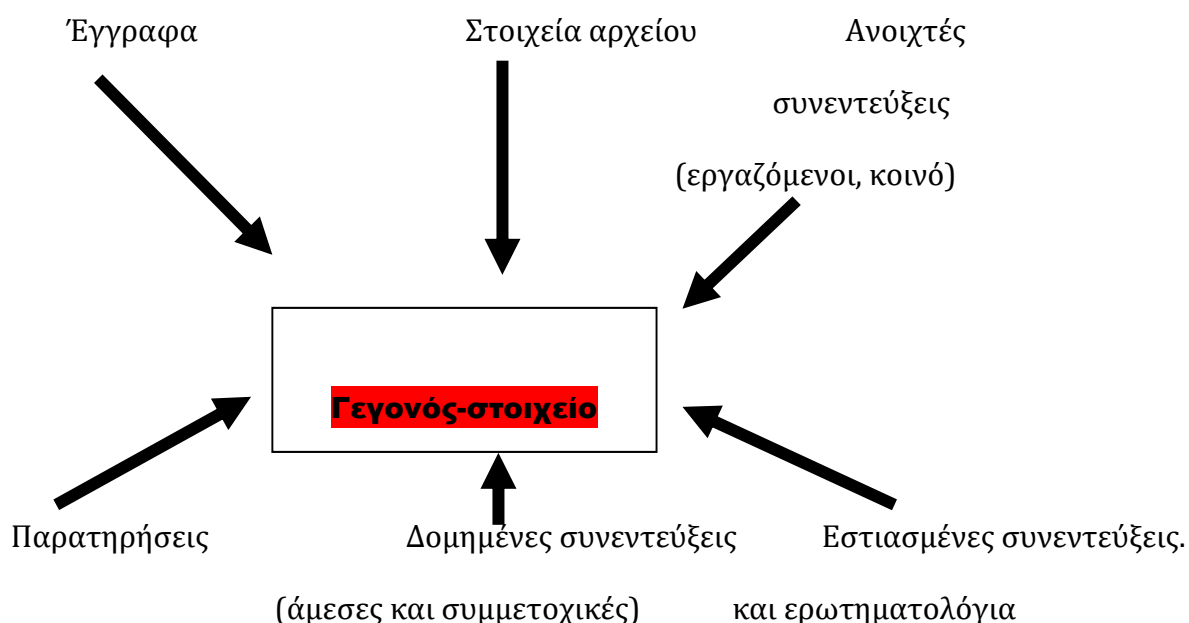 Έγγραφα Στοιχεία αρχείου Ανοιχτές
συνεντεύξεις
(εργαζόμενοι, κοινό)
Γεγονός-στοιχείο
Παρατηρήσεις Δομημένες συνεντεύξεις Εστιασμένες συνεντεύξεις.
(άμεσες και συμμετοχικές) και ερωτηματολόγια